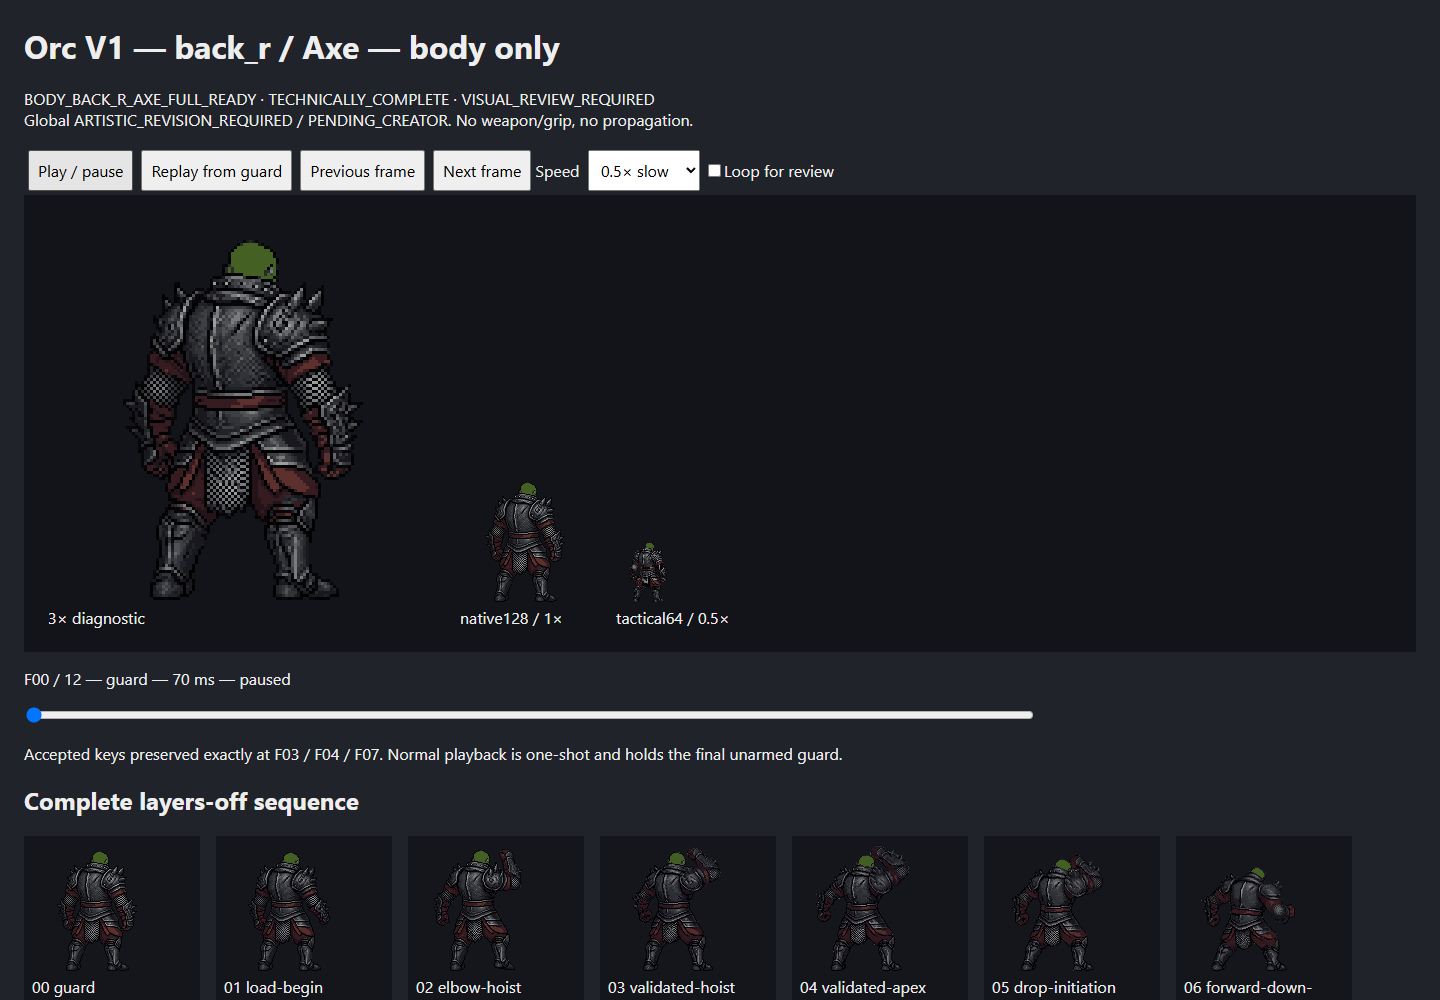 Orc V1 — back_r / Axe — body only
BODY_BACK_R_AXE_FULL_READY · TECHNICALLY_COMPLETE · VISUAL_REVIEW_REQUIRED
Global ARTISTIC_REVISION_REQUIRED / PENDING_CREATOR. No weapon/grip, no propagation.
Play / pause Replay from guard Previous frame Next frame Speed 0.5× slow Loop for review
3× diagnostic native128 / 1× tactical64 / 0.5×
F00 / 12 — guard — 70 ms — paused
Accepted keys preserved exactly at F03 / F04 / F07. Normal playback is one-shot and holds the final unarmed guard.
Complete layers-off sequence
00 guard 01 load-begin 02 elbow-hoist 03 validated-hoist 04 validated-apex 05 drop-initiation 06 forward-down-